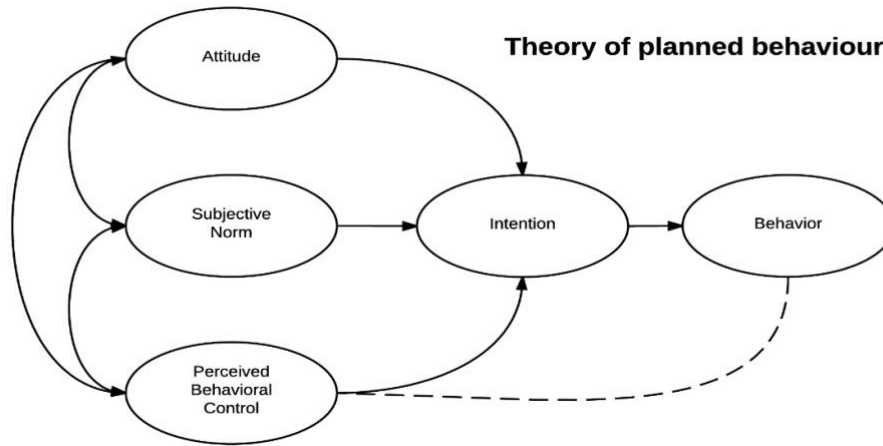 Theory of planned behaviour
Attitude
Subjective
Norm
Intention
Behavior
Perceived
Behavioral
Control